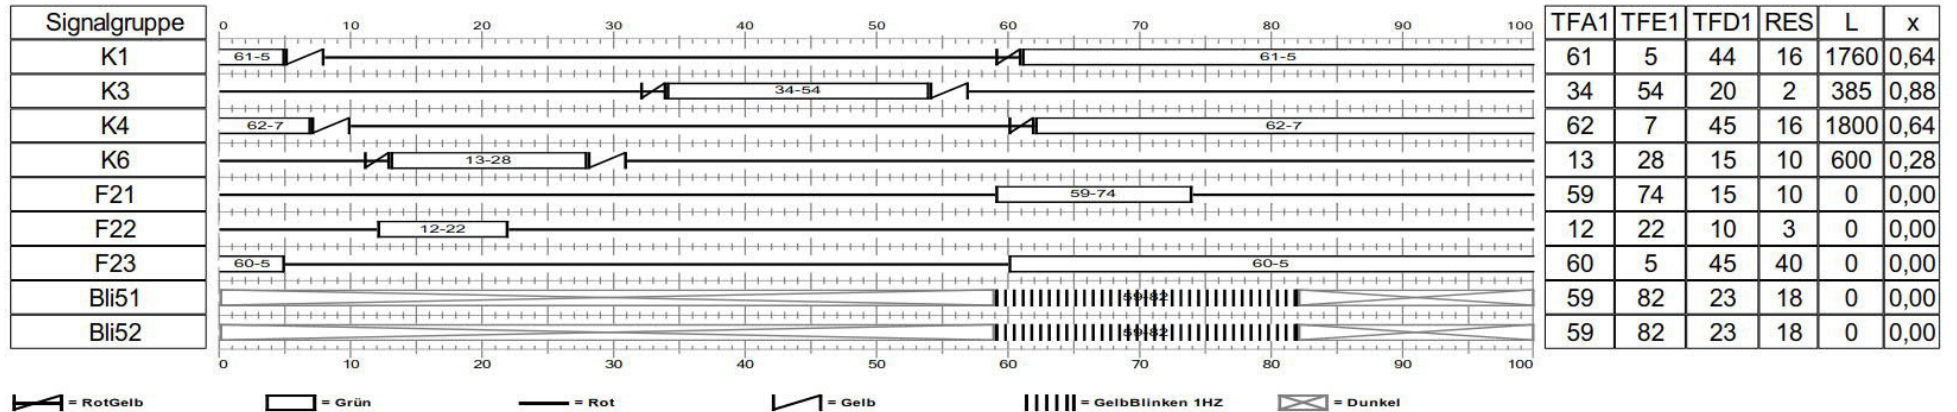 Signalgruppe 0 10 20 30 40 50 60 70 80 90 100 TFA1 TFE1 TFD1 RES L x
K1 61-5 61-5 61 5 44 16 1760 0,64
K3 34-54 34 54 20 2 385 0,88
K4 62-7 62-7 62 7 45 16 1800 0,64
K6 13-28 13 28 15 10 600 0,28
F21 59-74 59 74 15 10 0 0,00
F22 12-22 12 22 10 3 0 0,00
F23 60-5 60-5 60 5 45 40 0 0,00
Bli51 59-82 59 82 23 18 0 0,00
Bli52 59-82 59 82 23 18 0 0,00
0 10 20 30 40 50 60 70 80 90 100
= RotGelb = Grün = Rot = Gelb = GelbBlinken 1HZ = Dunkel